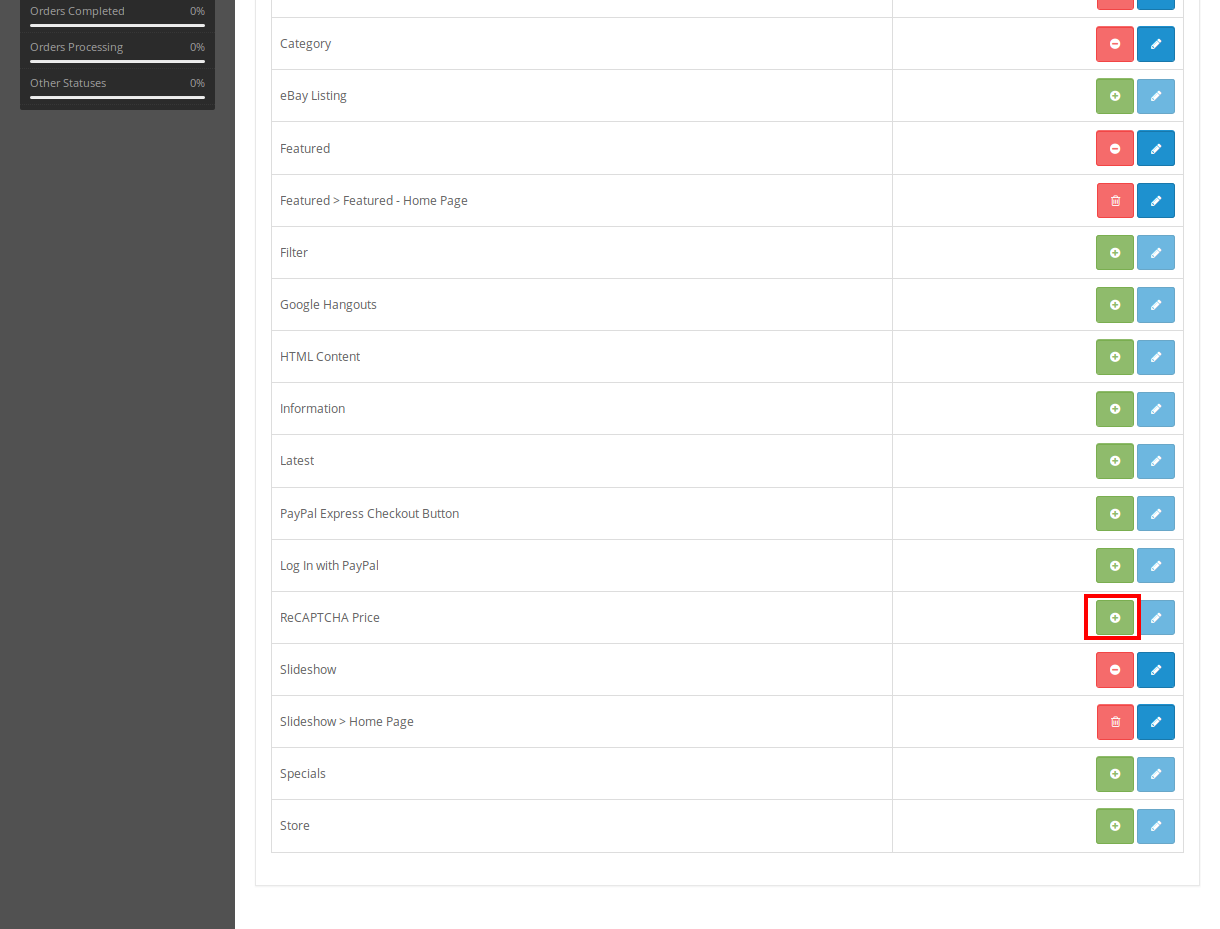 Orders Completed 0%
Orders Processing 0%
Other Statuses 0%
Category
eBay Listing
Featured
Featured > Featured - Home Page
Filter
Google Hangouts
HTML Content
Information
Latest
PayPal Express Checkout Button
Log In with PayPal
ReCAPTCHA Price
Slideshow
Slideshow > Home Page
Specials
Store